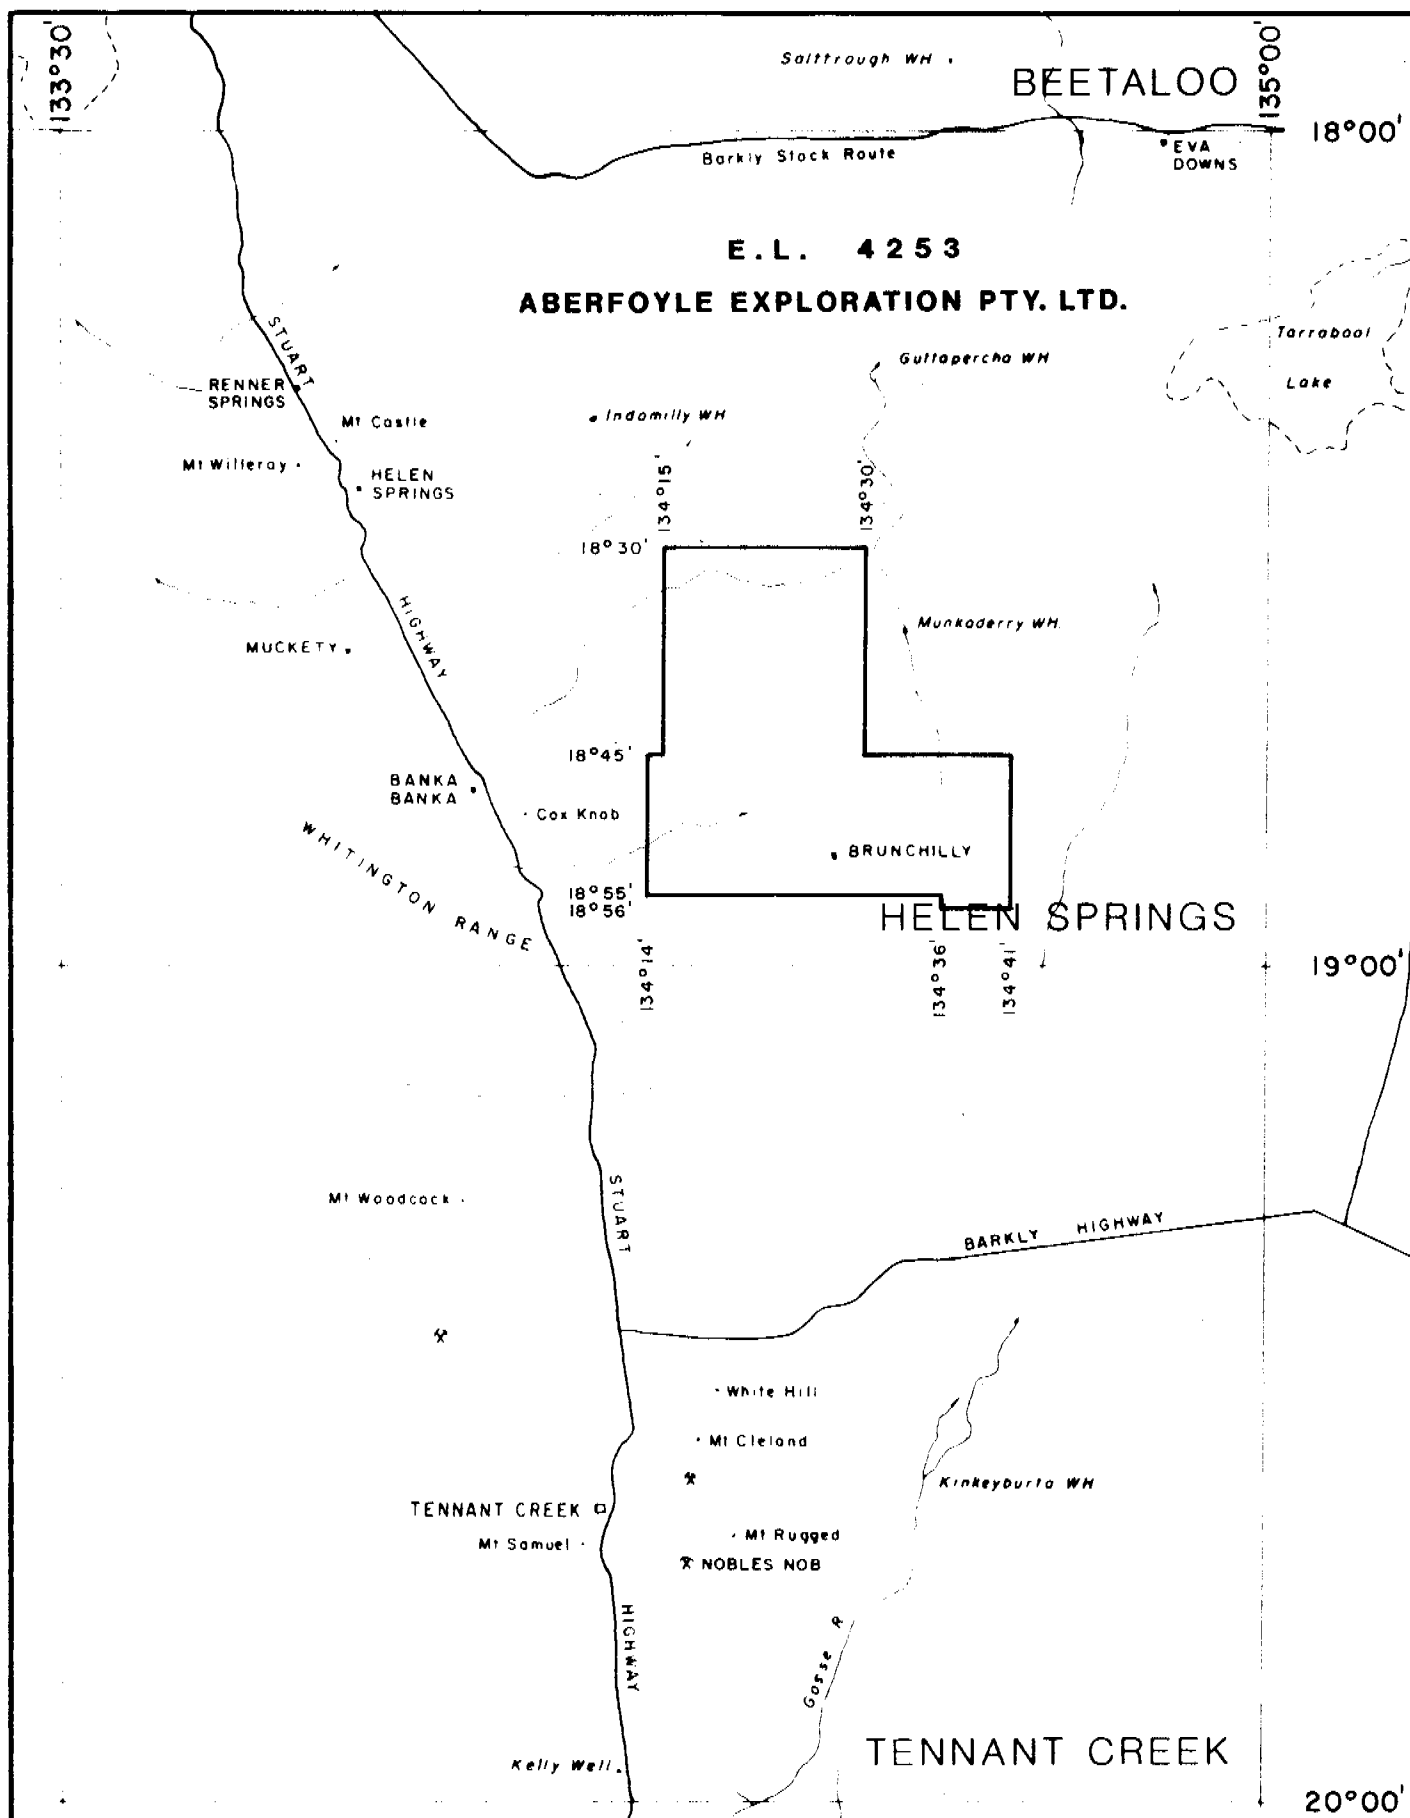 133°30'
Salttrough WH
BEETALOO
135°00'
18°00'
Barkly Stock Route
EVA
DOWNS
E.L. 4253
ABERFOYLE EXPLORATION PTY. LTD.
STUART
Tarrabool
Lake
Guttapercha WH
RENNER
SPRINGS
Mt Castle
Indamilly WH
Mt Willeray
HELEN
SPRINGS
134°15'
134°30'
18°30'
HIGHWAY
Munkaderry WH
MUCKETY
18°45'
BANKA
BANKA
Cox Knob
WHITINGTON RANGE
BRUNCHILLY
18°55'
18°56'
HELEN SPRINGS
134°14'
134°36'
134°41'
19°00'
Mt Woodcock
STUART
BARKLY HIGHWAY
White Hill
Mt Cleland
Kinkeyburta WH
TENNANT CREEK
Mt Samuel
Mt Rugged
NOBLES NOB
HIGHWAY
Gosse R
Kelly Well
TENNANT CREEK
20°00'